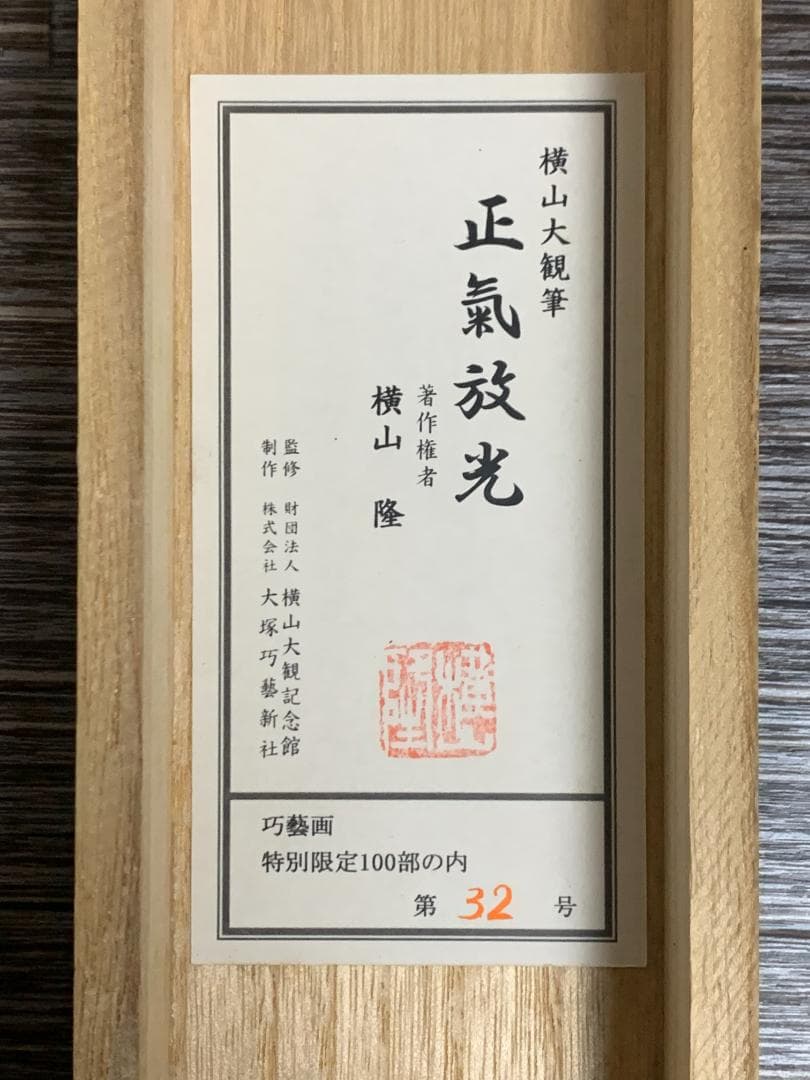 横山大観筆
正氣放光
著作権者
横山 隆
監修 財団法人 横山大観記念館
制作 株式会社 大塚巧藝新社
巧藝画
特別限定100部の内
第 32 号